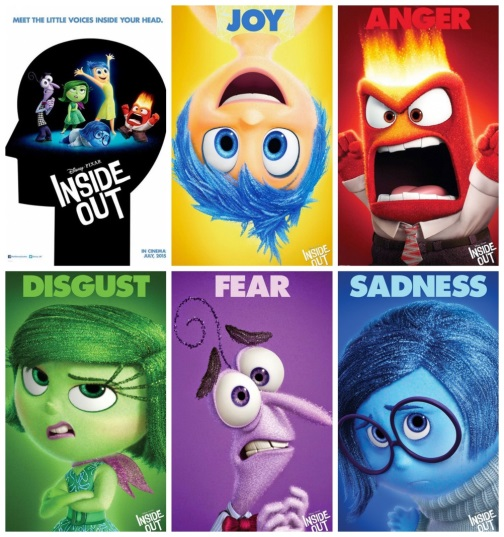 MEET THE LITTLE VOICES INSIDE YOUR HEAD.
Disney · PIXAR
INSIDE
OUT
IN CINEMA
JULY, 2015
JOY
INSIDE
OUT
ANGER
INSIDE
OUT
DISGUST
INSIDE
OUT
FEAR
INSIDE
OUT
SADNESS
INSIDE
OUT